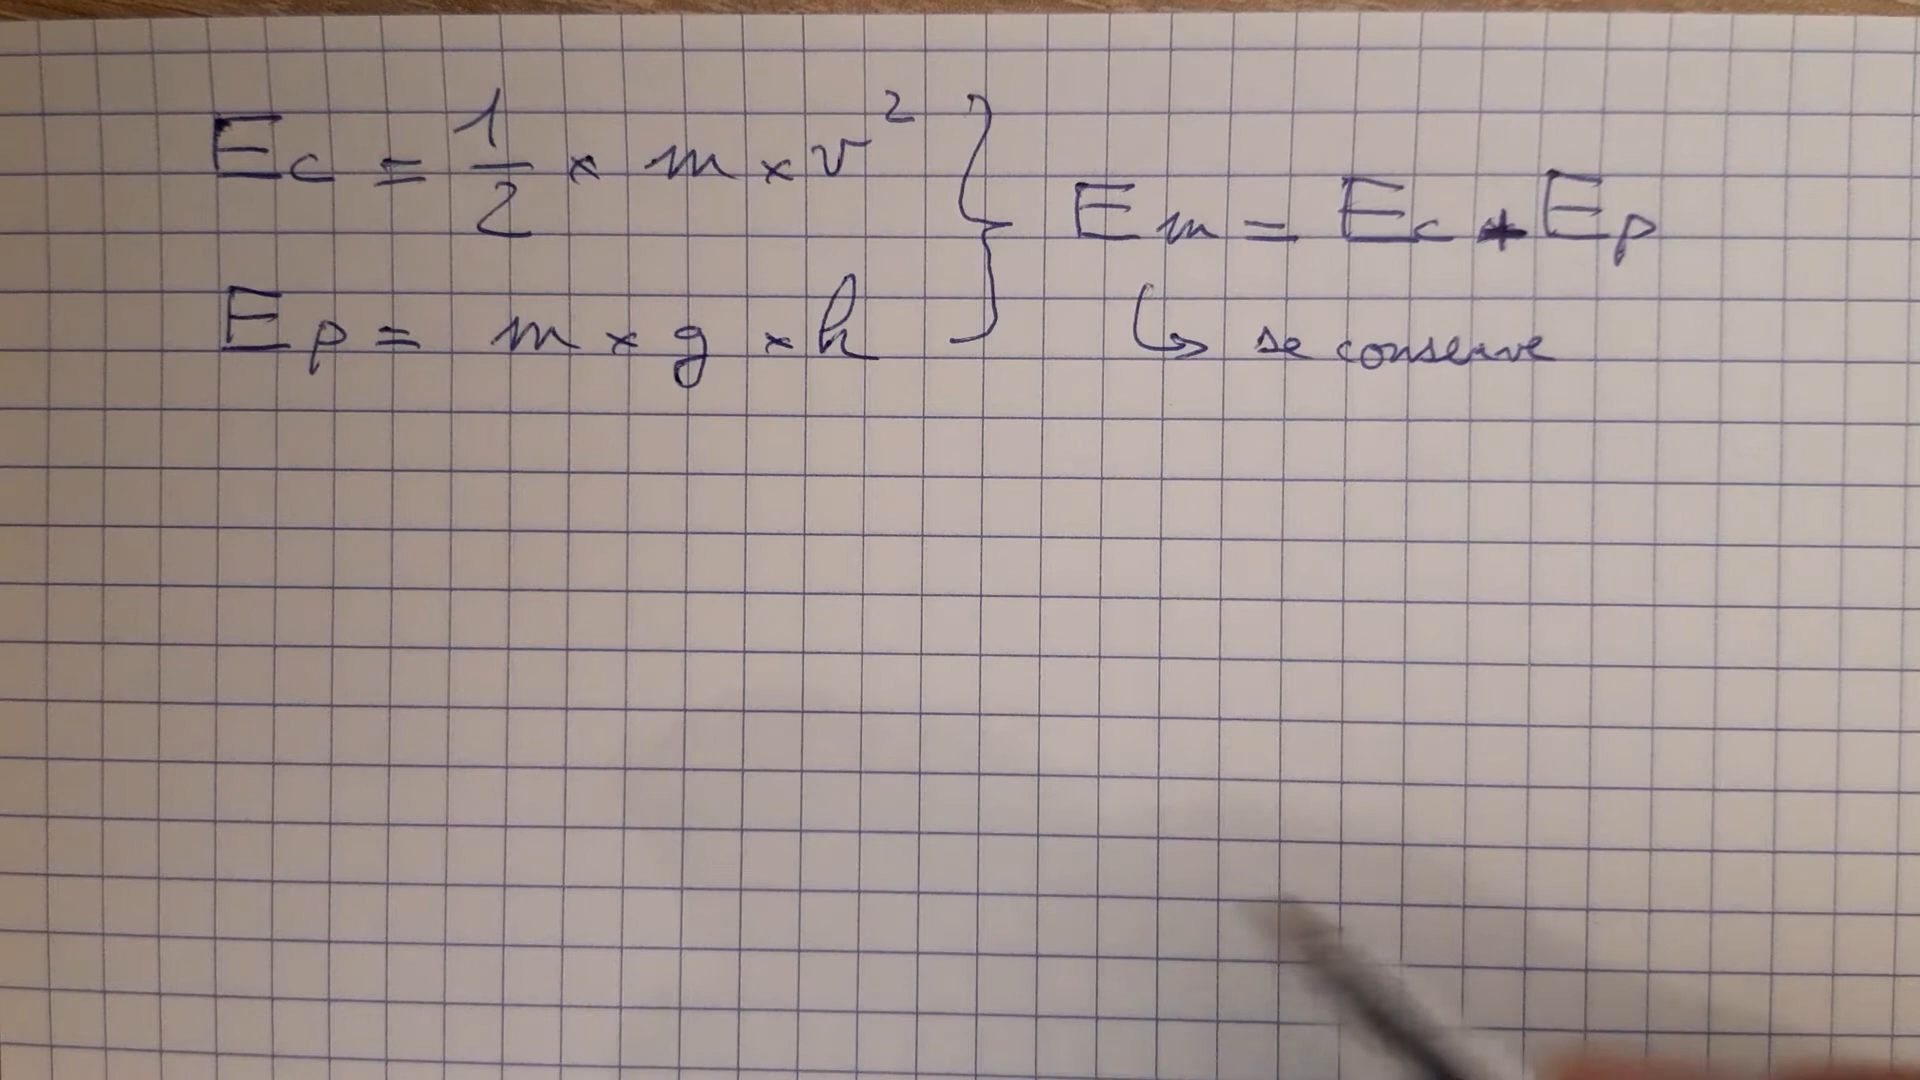 Ec = 1/2 × m × v²
Ep = m × g × h
Em = Ec + Ep
↳ se conserve